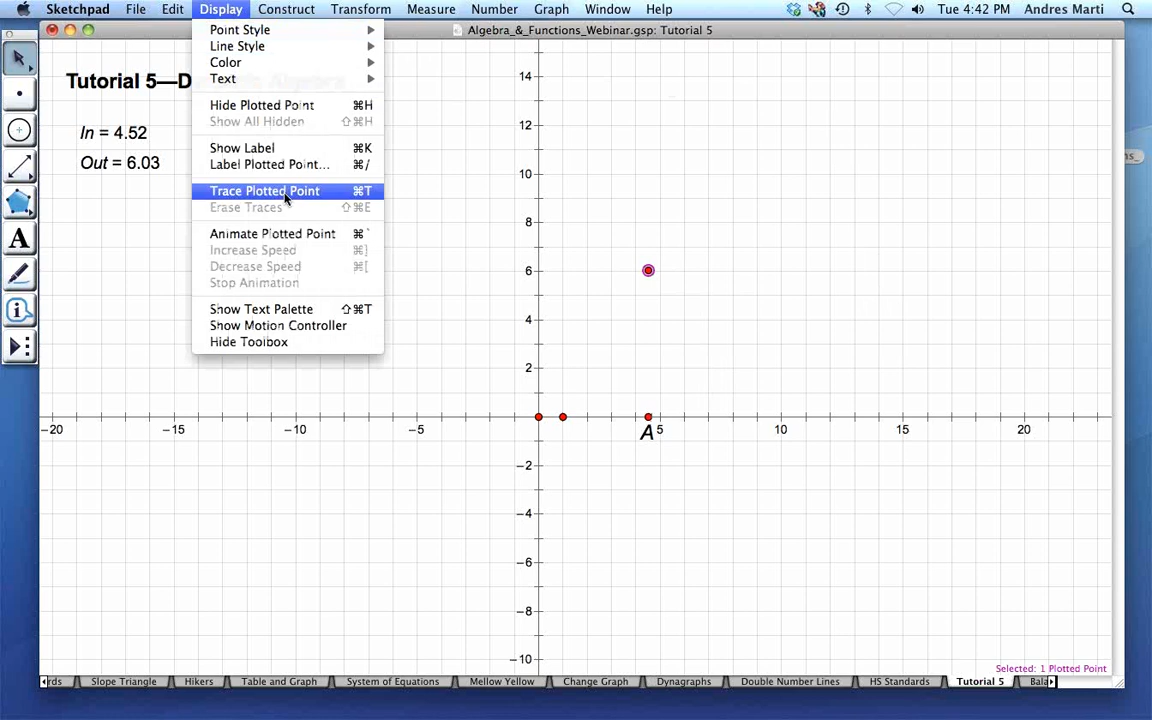 Sketchpad File Edit Display Construct Transform Measure Number Graph Window Help Tue 4:42 PM Andres Marti
Algebra_&_Functions_Webinar.gsp: Tutorial 5
Point Style
Line Style
Color
Text
Hide Plotted Point ⌘H
Show All Hidden ⇧⌘H
Show Label ⌘K
Label Plotted Point... ⌘/
Trace Plotted Point ⌘T
Erase Traces ⇧⌘E
Animate Plotted Point ⌘`
Increase Speed ⌘]
Decrease Speed ⌘[
Stop Animation
Show Text Palette ⇧⌘T
Show Motion Controller
Hide Toolbox
Tutorial 5—D Algebra
In = 4.52
Out = 6.03
A
14
12
10
8
6
4
2
−20 −15 −10 −5 A 5 10 15 20
−2
−4
−6
−8
−10
ns_
Selected: 1 Plotted Point
rds Slope Triangle Hikers Table and Graph System of Equations Mellow Yellow Change Graph Dynagraphs Double Number Lines HS Standards Tutorial 5 Bala